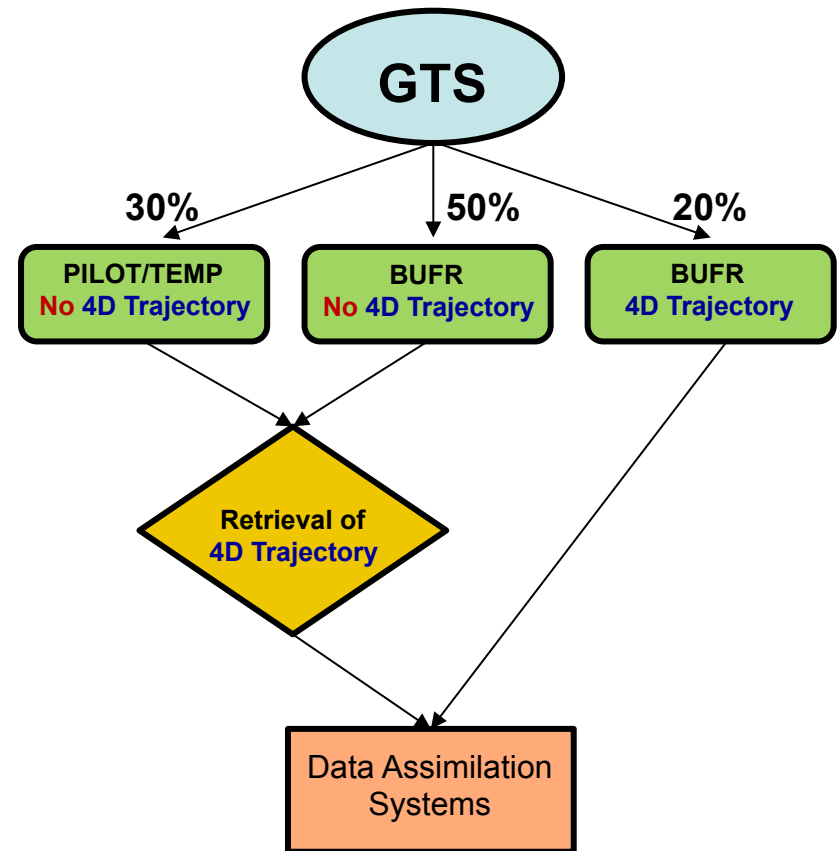 GTS
30%
50%
20%
PILOT/TEMP
No 4D Trajectory
BUFR
No 4D Trajectory
BUFR
4D Trajectory
Retrieval of
4D Trajectory
Data Assimilation
Systems